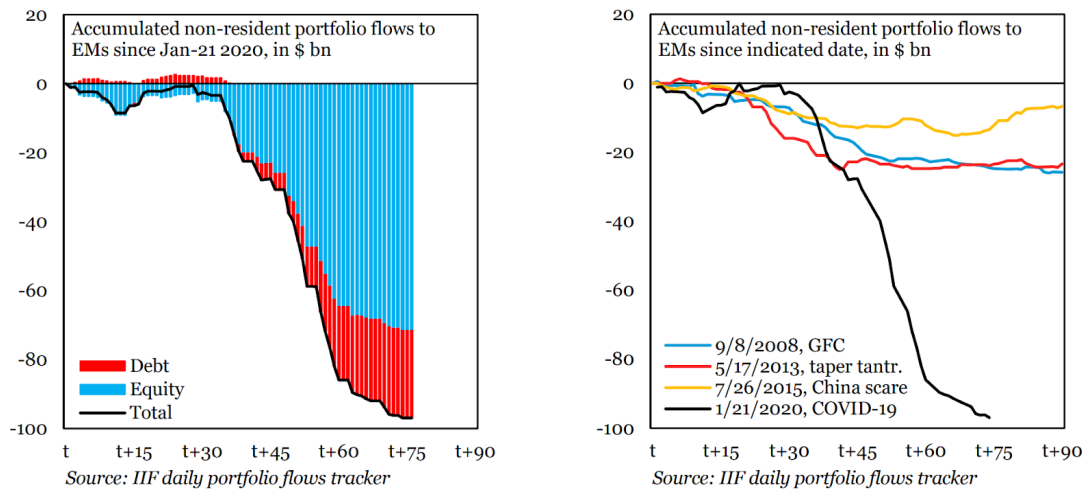 Accumulated non-resident portfolio flows to
EMs since Jan-21 2020, in $ bn
20
0
-20
-40
-60
-80
-100
Debt
Equity
Total
t
t+15
t+30
t+45
t+60
t+75
t+90
Source: IIF daily portfolio flows tracker
Accumulated non-resident portfolio flows to
EMs since indicated date, in $ bn
20
0
-20
-40
-60
-80
-100
9/8/2008, GFC
5/17/2013, taper tantr.
7/26/2015, China scare
1/21/2020, COVID-19
t
t+15
t+30
t+45
t+60
t+75
t+90
Source: IIF daily portfolio flows tracker